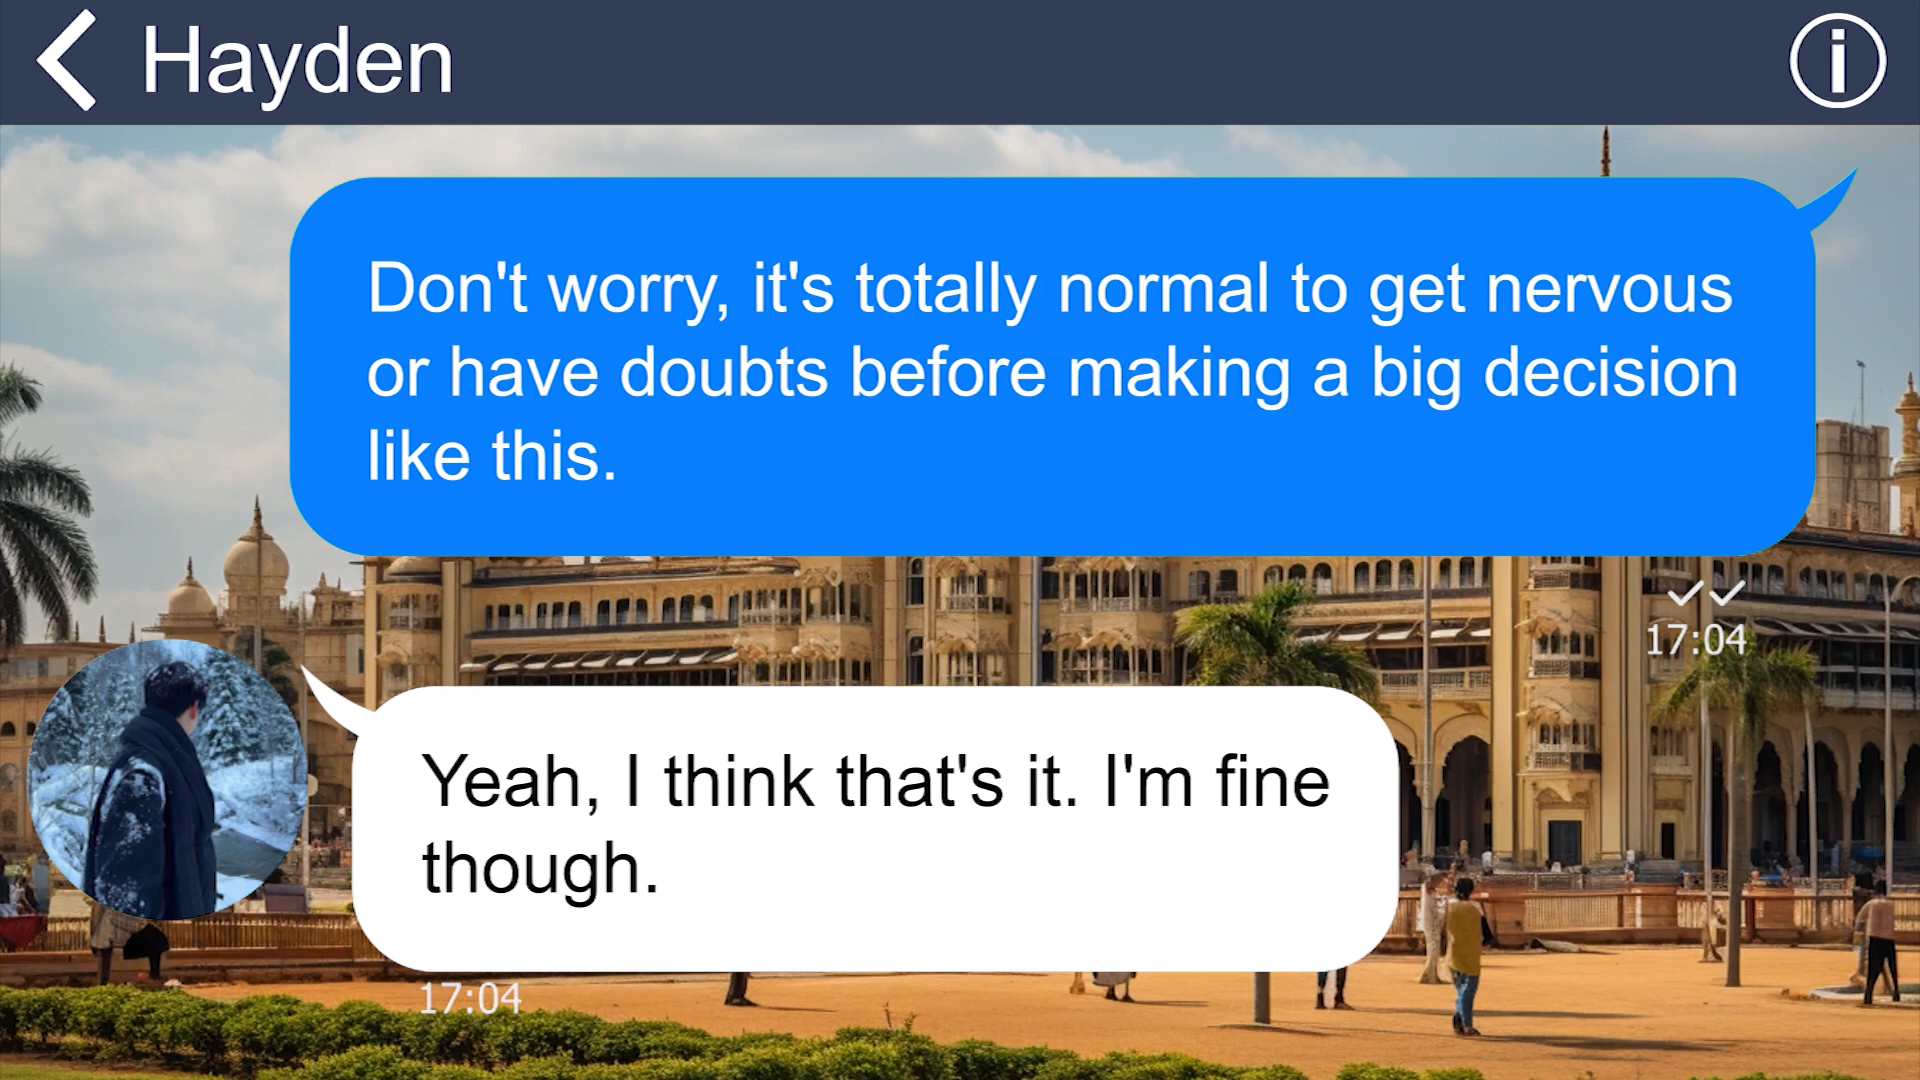 Hayden
Don't worry, it's totally normal to get nervous
or have doubts before making a big decision
like this.
17:04
Yeah, I think that's it. I'm fine
though.
17:04